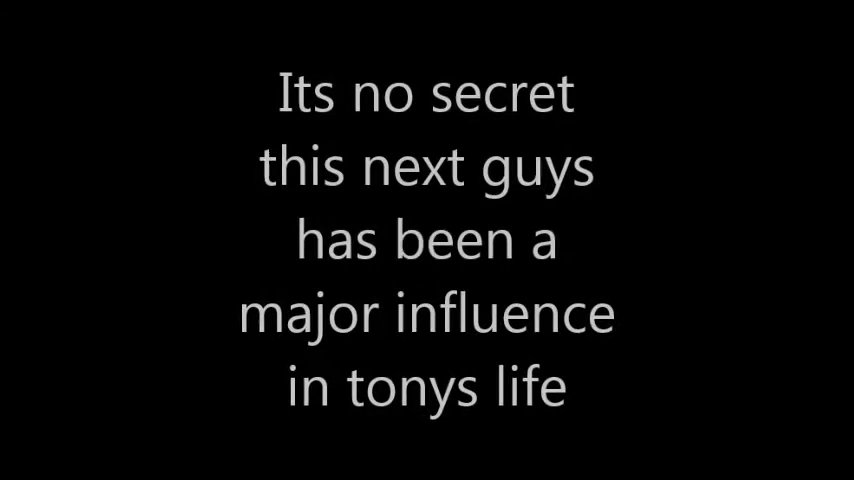 Its no secret
this next guys
has been a
major influence
in tonys life